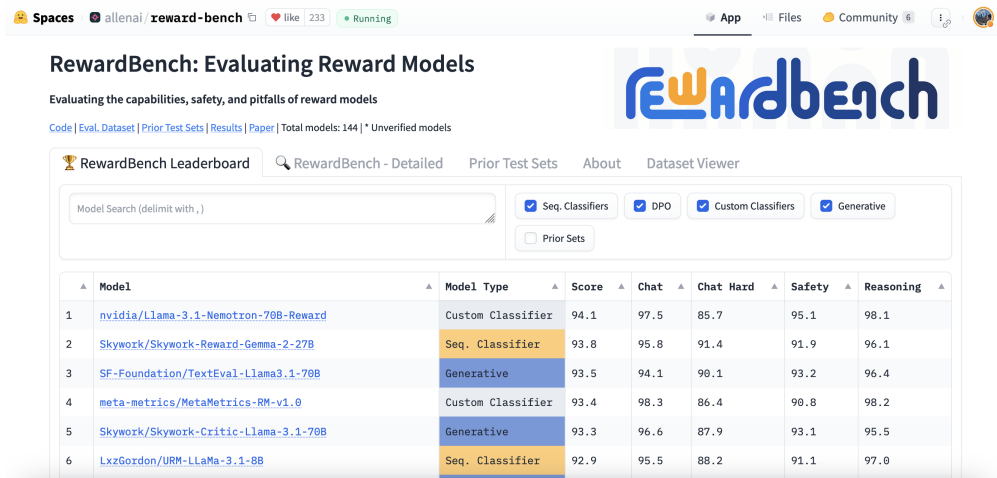 🤗 Spaces allenai/reward-bench like 233 Running App Files Community 6
RewardBench: Evaluating Reward Models
rewardbench
Evaluating the capabilities, safety, and pitfalls of reward models
Code | Eval. Dataset | Prior Test Sets | Results | Paper | Total models: 144 | * Unverified models
🏆 RewardBench Leaderboard 🔍 RewardBench - Detailed Prior Test Sets About Dataset Viewer
Model Search (delimit with , ) Seq. Classifiers DPO Custom Classifiers Generative
Prior Sets
Model Model Type Score Chat Chat Hard Safety Reasoning
1 nvidia/Llama-3.1-Nemotron-70B-Reward Custom Classifier 94.1 97.5 85.7 95.1 98.1
2 Skywork/Skywork-Reward-Gemma-2-27B Seq. Classifier 93.8 95.8 91.4 91.9 96.1
3 SF-Foundation/TextEval-Llama3.1-70B Generative 93.5 94.1 90.1 93.2 96.4
4 meta-metrics/MetaMetrics-RM-v1.0 Custom Classifier 93.4 98.3 86.4 90.8 98.2
5 Skywork/Skywork-Critic-Llama-3.1-70B Generative 93.3 96.6 87.9 93.1 95.5
6 LxzGordon/URM-LLaMa-3.1-8B Seq. Classifier 92.9 95.5 88.2 91.1 97.0